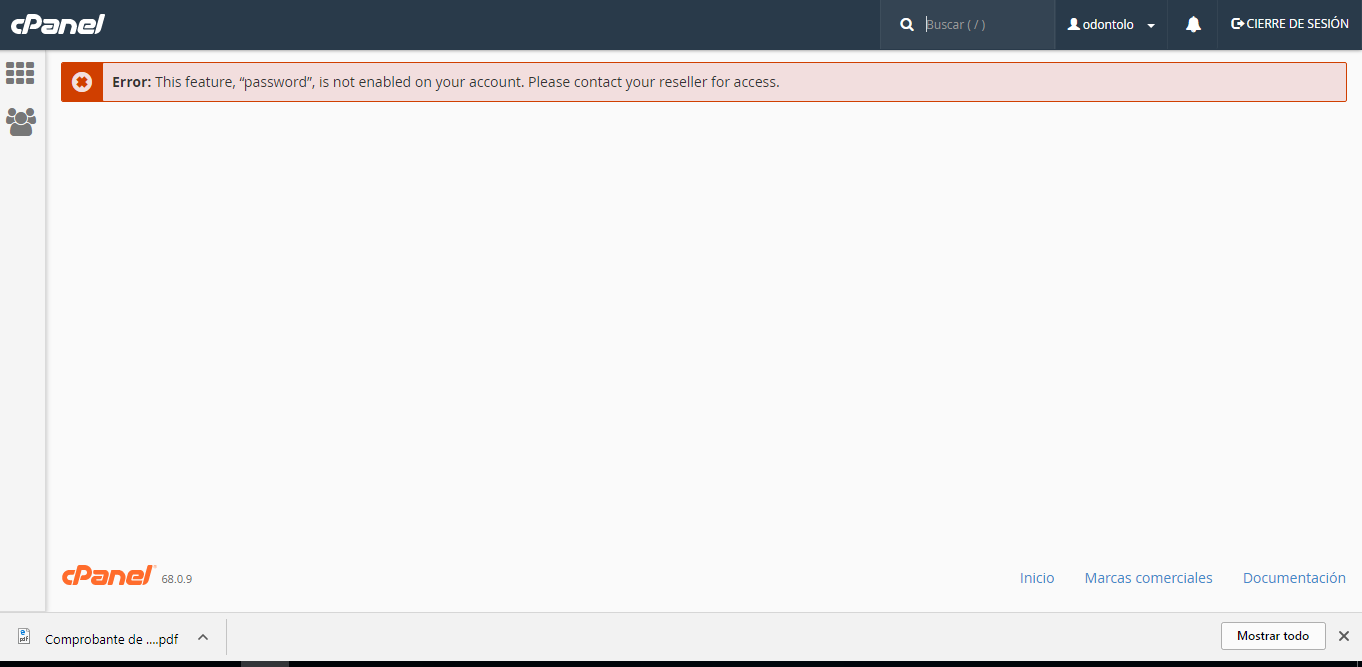 cPanel
Buscar ( / )
odontolo
CIERRE DE SESIÓN
Error: This feature, “password”, is not enabled on your account. Please contact your reseller for access.
cPanel 68.0.9
Inicio
Marcas comerciales
Documentación
Comprobante de ....pdf
Mostrar todo